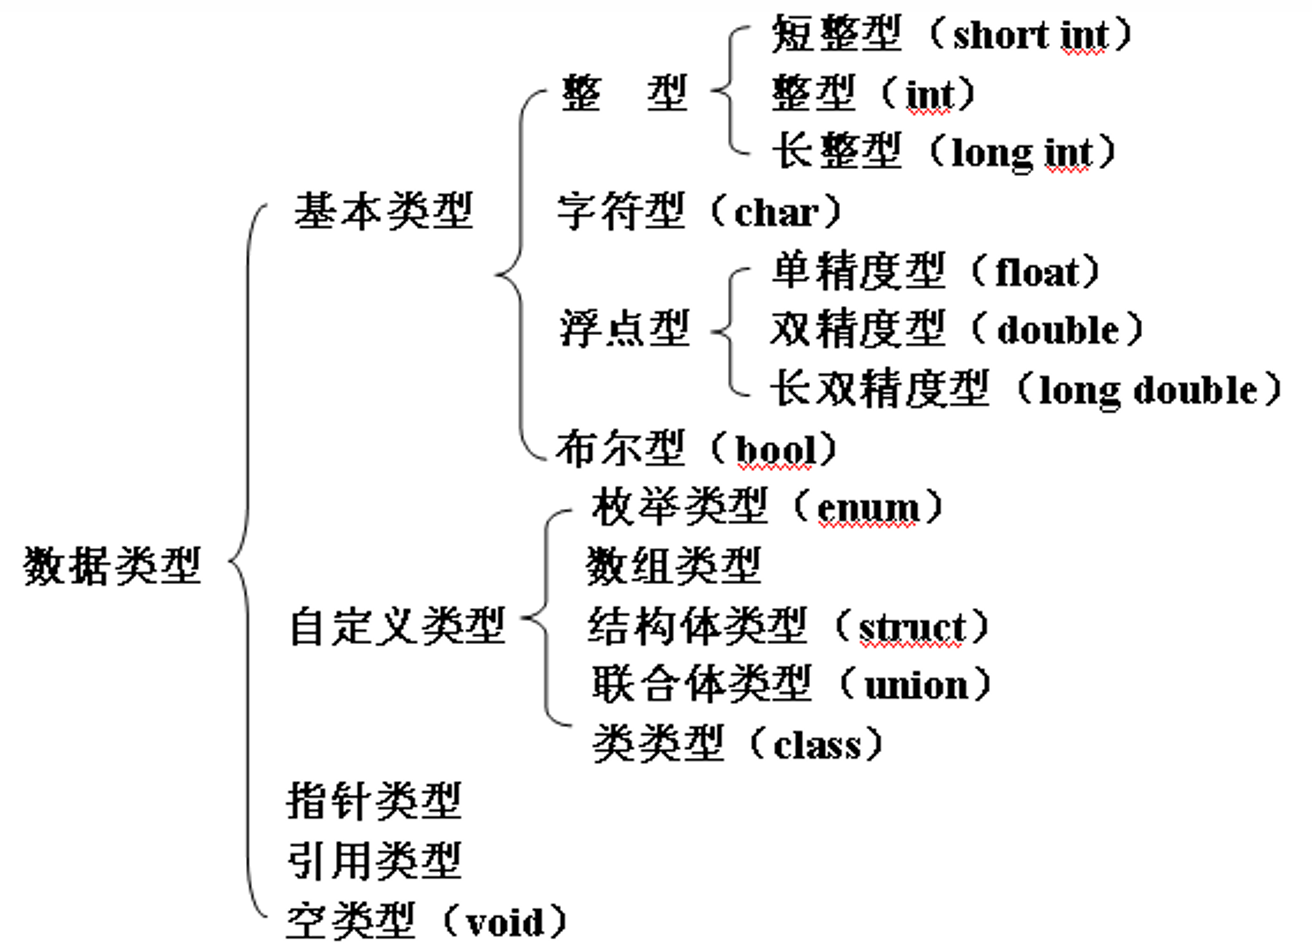 短整型（short int）
整　型
整型（int）
长整型（long int）
基本类型
字符型（char）
单精度型（float）
浮点型
双精度型（double）
长双精度型（long double）
布尔型（bool）
枚举类型（enum）
数据类型
数组类型
自定义类型
结构体类型（struct）
联合体类型（union）
类类型（class）
指针类型
引用类型
空类型（void）